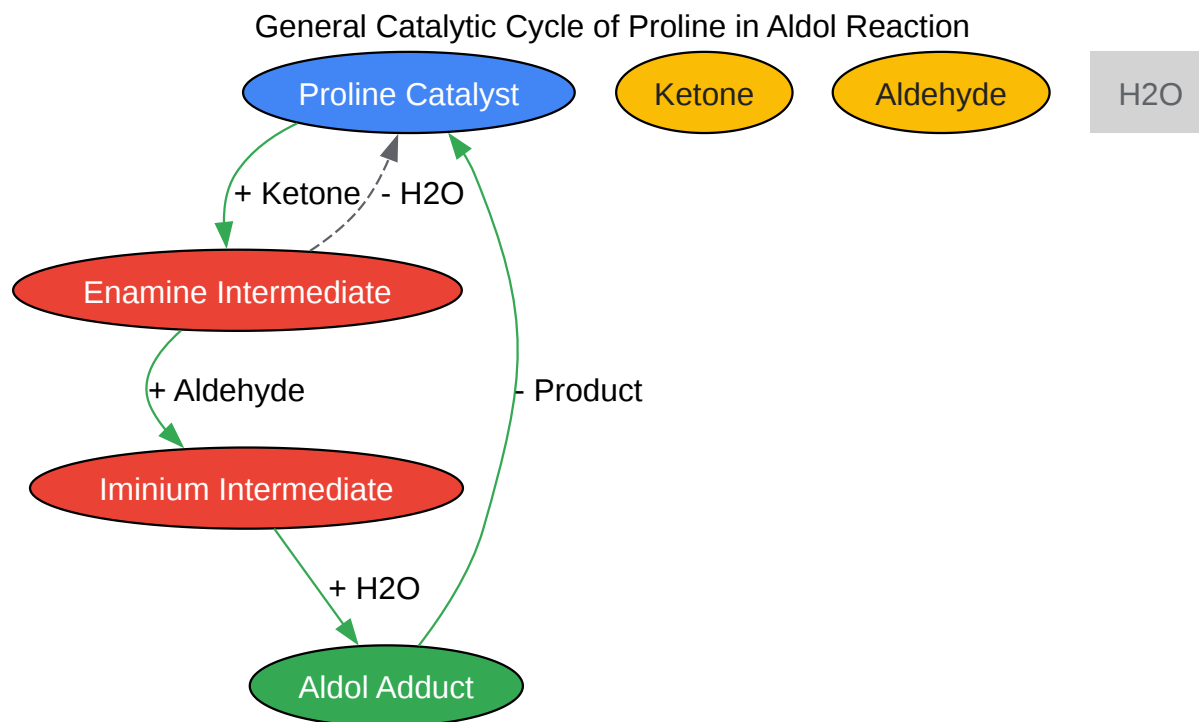 General Catalytic Cycle of Proline in Aldol Reaction
Proline Catalyst
Ketone
Aldehyde
H2O
+ Ketone
- H2O
Enamine Intermediate
+ Aldehyde
- Product
Iminium Intermediate
+ H2O
Aldol Adduct